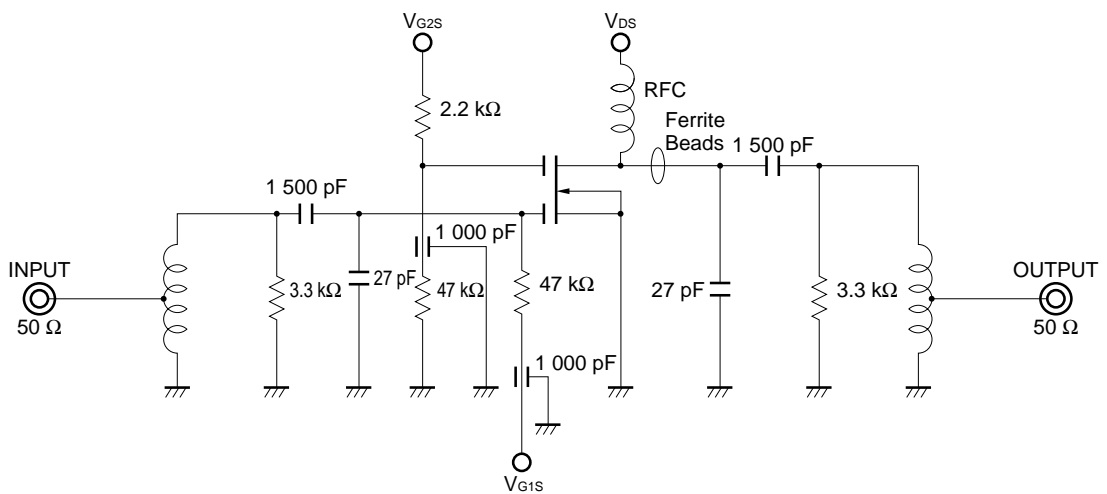 VG2S
VDS
2.2 kΩ
RFC
Ferrite
Beads
1 500 pF
1 500 pF
1 000 pF
INPUT
50 Ω
3.3 kΩ
27 pF
47 kΩ
47 kΩ
27 pF
3.3 kΩ
OUTPUT
50 Ω
1 000 pF
VG1S